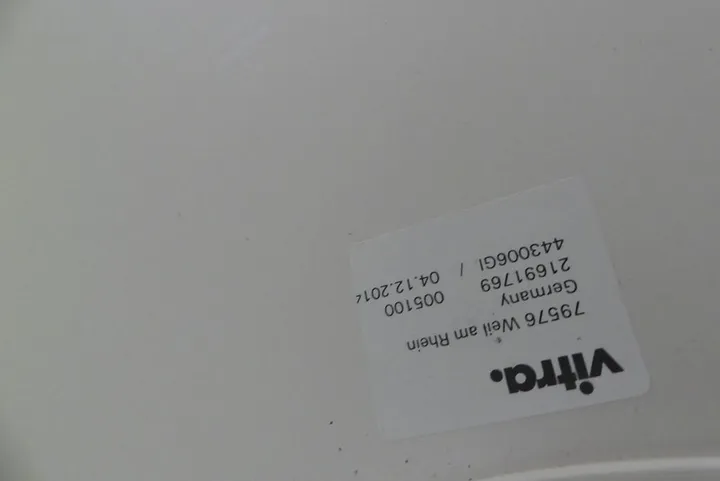 vitra.
79576 Weil am Rhein
Germany
21691769 005100
443006GI / 04.12.2014